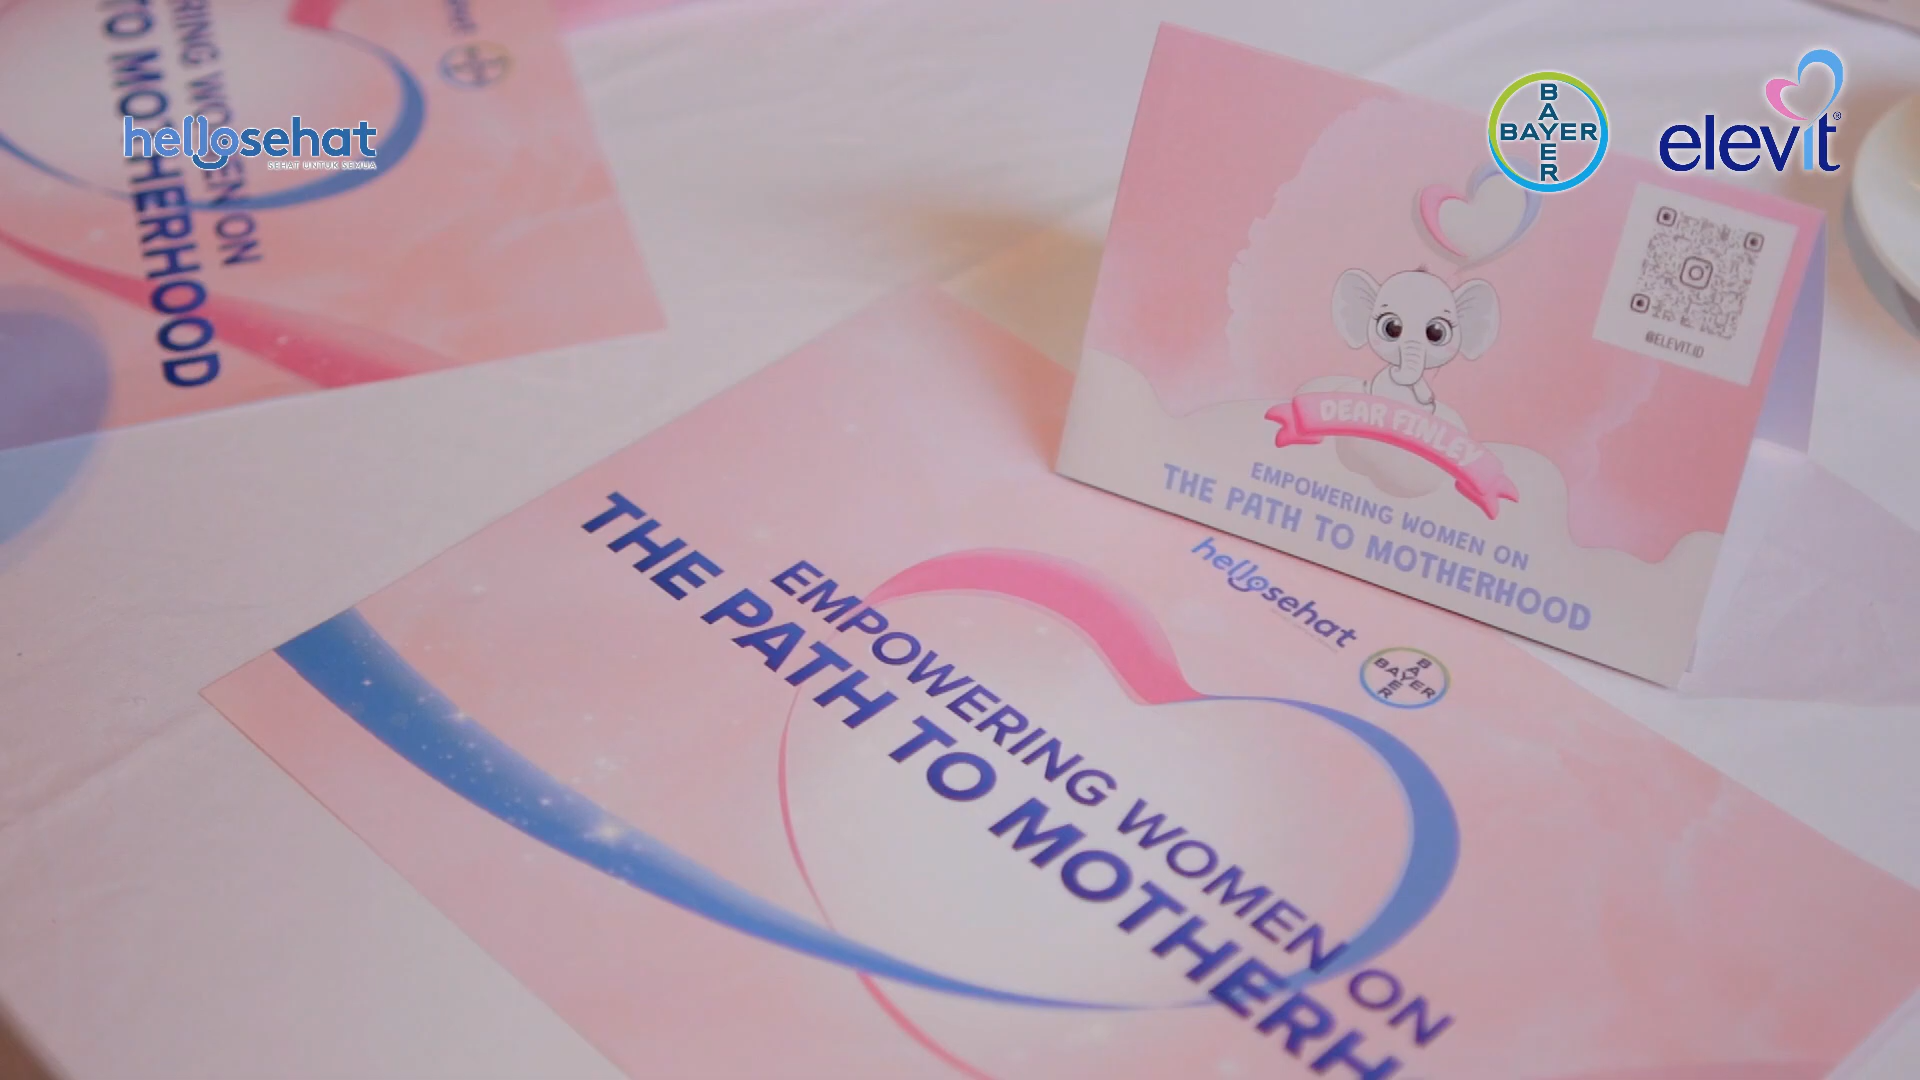 hellosehat
SEHAT UNTUK SEMUA
BAYER
BAYER
elevit®
WOMEN ON
TO MOTHERHOOD
@ELEVIT.ID
DEAR FINLEY
EMPOWERING WOMEN ON
THE PATH TO MOTHERHOOD
hellosehat
BAYER
BAYER
EMPOWERING WOMEN ON
THE PATH TO MOTHERH